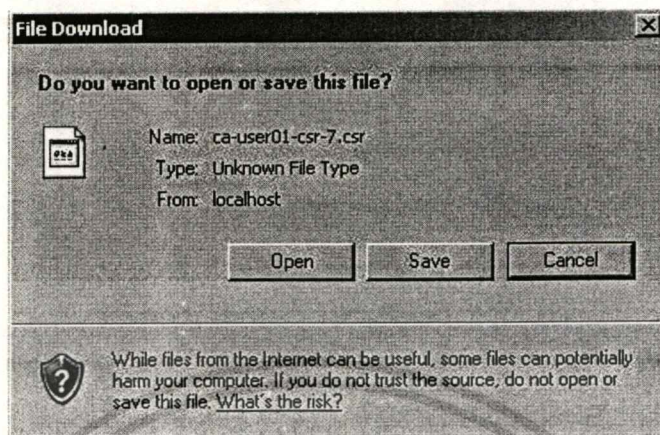 File Download
Do you want to open or save this file?
Name: ca-user01-csr-7.csr
Type: Unknown File Type
From: localhost
Open Save Cancel
While files from the Internet can be useful, some files can potentially
harm your computer. If you do not trust the source, do not open or
save this file. What's the risk?